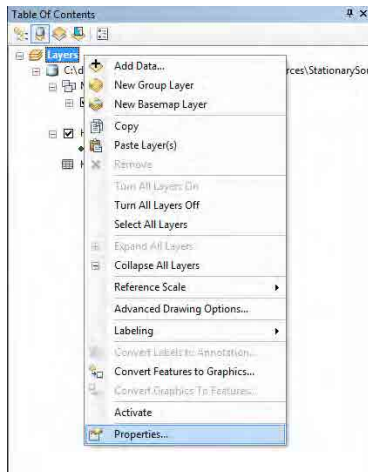 Table Of Contents
Layers
C:\d
rces\StationarySou
Add Data...
New Group Layer
New Basemap Layer
Copy
Paste Layer(s)
Remove
Turn All Layers On
Turn All Layers Off
Select All Layers
Expand All Layers
Collapse All Layers
Reference Scale
Advanced Drawing Options...
Labeling
Convert Labels to Annotation...
Convert Features to Graphics...
Convert Graphics To Features...
Activate
Properties...